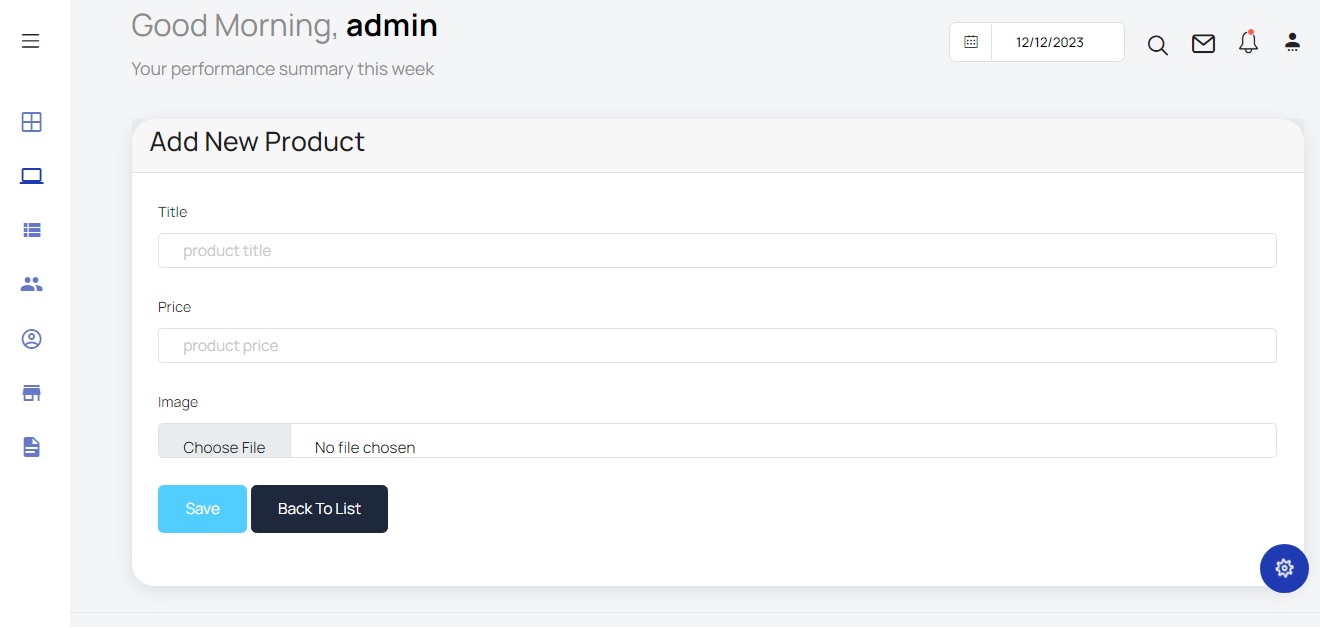 Good Morning, admin
Your performance summary this week
12/12/2023
Add New Product
Title
product title
Price
product price
Image
Choose File No file chosen
Save Back To List